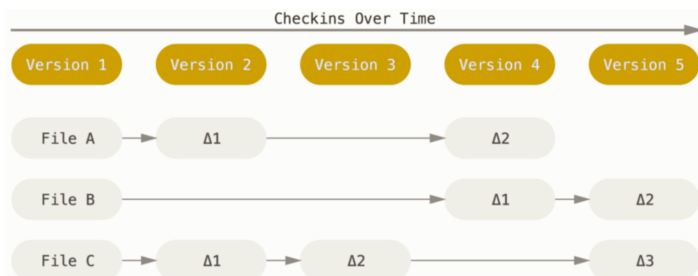 Checkins Over Time
Version 1 Version 2 Version 3 Version 4 Version 5
File A Δ1 Δ2
File B Δ1 Δ2
File C Δ1 Δ2 Δ3